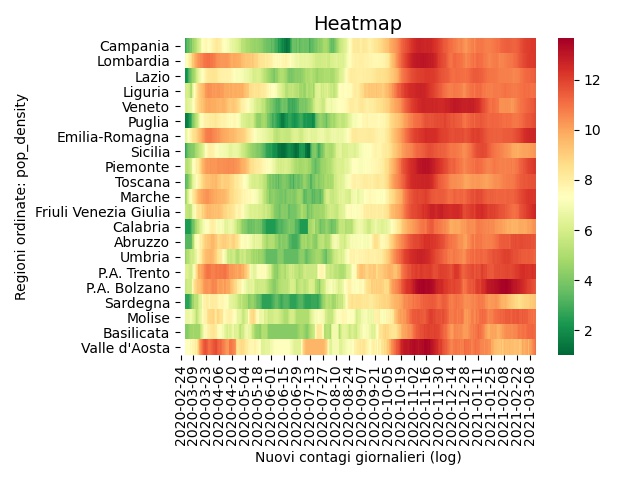 Heatmap
Regioni ordinate: pop_density
Campania
Lombardia
Lazio
Liguria
Veneto
Puglia
Emilia-Romagna
Sicilia
Piemonte
Toscana
Marche
Friuli Venezia Giulia
Calabria
Abruzzo
Umbria
P.A. Trento
P.A. Bolzano
Sardegna
Molise
Basilicata
Valle d'Aosta
2020-02-24
2020-03-09
2020-03-23
2020-04-06
2020-04-20
2020-05-04
2020-05-18
2020-06-01
2020-06-15
2020-06-29
2020-07-13
2020-07-27
2020-08-10
2020-08-24
2020-09-07
2020-09-21
2020-10-05
2020-10-19
2020-11-02
2020-11-16
2020-11-30
2020-12-14
2020-12-28
2021-01-11
2021-01-25
2021-02-08
2021-02-22
2021-03-08
Nuovi contagi giornalieri (log)
12
10
8
6
4
2